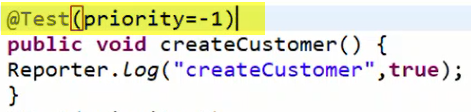 @Test(priority=-1)
public void createCustomer() {
Reporter.log("createCustomer",true);
}